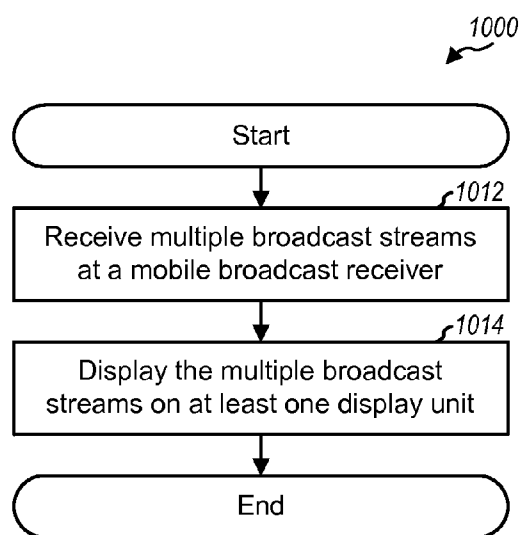 1000
Start
1012
Receive multiple broadcast streams
at a mobile broadcast receiver
1014
Display the multiple broadcast
streams on at least one display unit
End